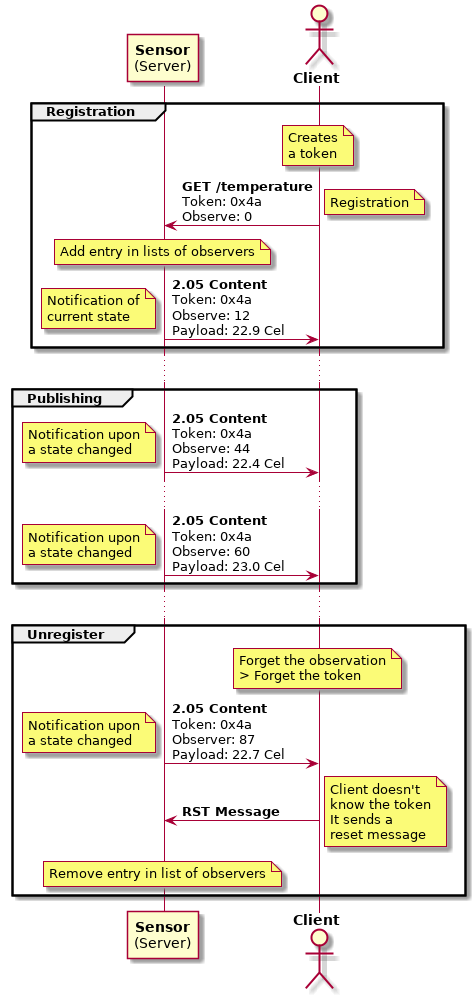 Sensor
(Server)
Client
Registration
Creates
a token
GET /temperature
Token: 0x4a
Observe: 0
Registration
Add entry in lists of observers
Notification of
current state
2.05 Content
Token: 0x4a
Observe: 12
Payload: 22.9 Cel
Publishing
Notification upon
a state changed
2.05 Content
Token: 0x4a
Observe: 44
Payload: 22.4 Cel
Notification upon
a state changed
2.05 Content
Token: 0x4a
Observe: 60
Payload: 23.0 Cel
Unregister
Forget the observation
> Forget the token
Notification upon
a state changed
2.05 Content
Token: 0x4a
Observer: 87
Payload: 22.7 Cel
RST Message
Client doesn't
know the token
It sends a
reset message
Remove entry in list of observers
Sensor
(Server)
Client